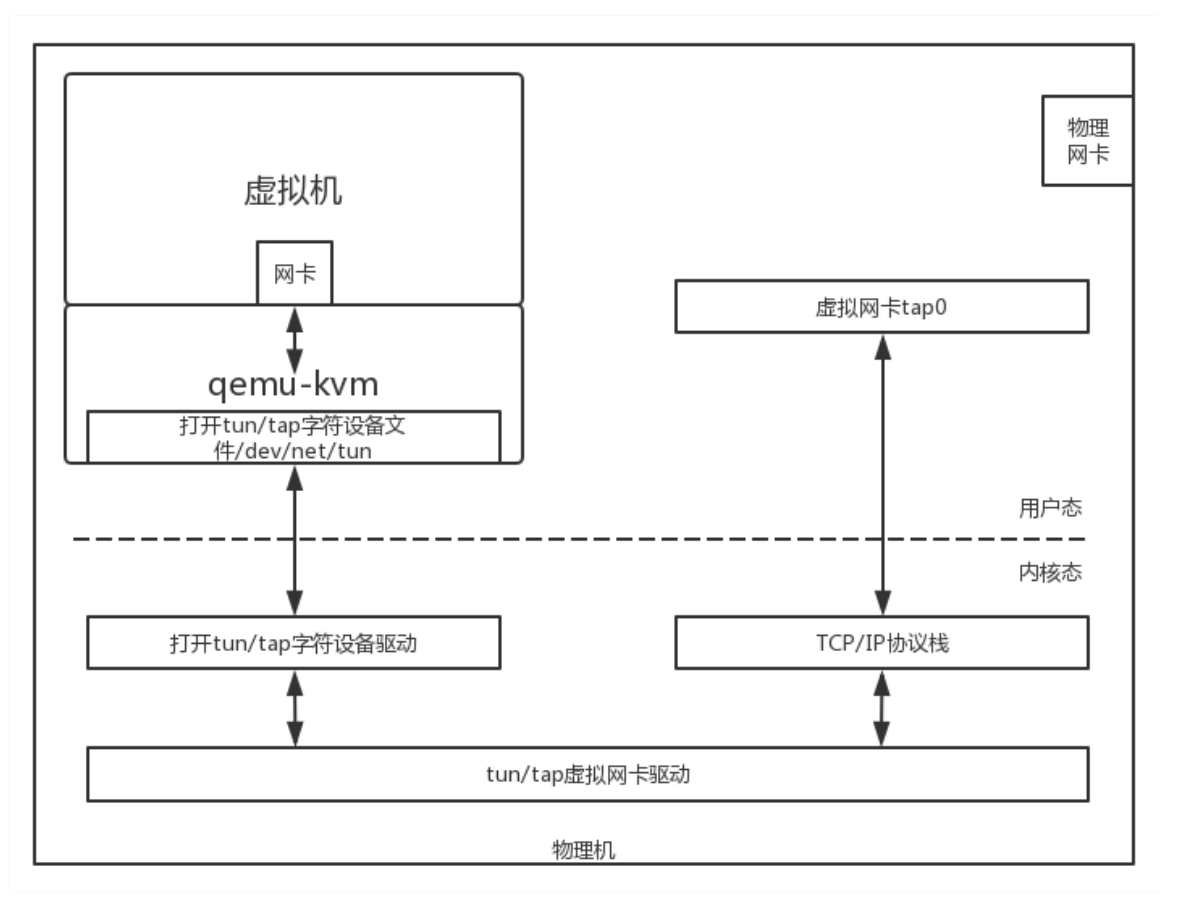 物理
网卡
虚拟机
网卡
虚拟网卡tap0
qemu-kvm
打开tun/tap字符设备文
件/dev/net/tun
用户态
内核态
打开tun/tap字符设备驱动
TCP/IP协议栈
tun/tap虚拟网卡驱动
物理机